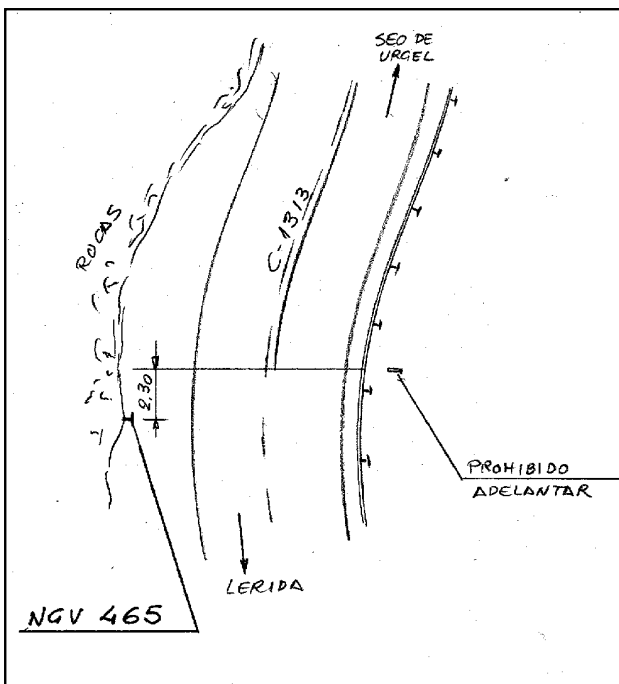 SEO DE
URGEL
C-1313
ROCAS
2,30
PROHIBIDO
ADELANTAR
LERIDA
NGV 465